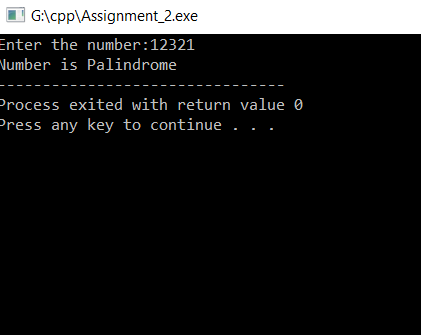 G:\cpp\Assignment_2.exe
Enter the number:12321
Number is Palindrome
--------------------------------
Process exited with return value 0
Press any key to continue . . .